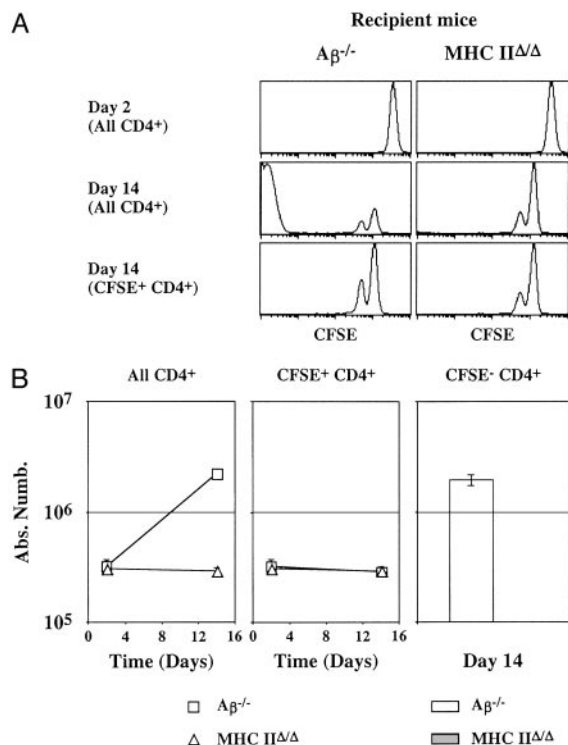 A
Recipient mice
Aβ-/- MHC IIΔ/Δ
Day 2
(All CD4+)
Day 14
(All CD4+)
Day 14
(CFSE+ CD4+)
CFSE CFSE
B
All CD4+ CFSE+ CD4+ CFSE- CD4+
Abs. Numb.
10⁷
10⁶
10⁵
0 4 8 12 16 0 4 8 12 16
Time (Days) Time (Days) Day 14
Aβ-/- Aβ-/-
MHC IIΔ/Δ MHC IIΔ/Δ